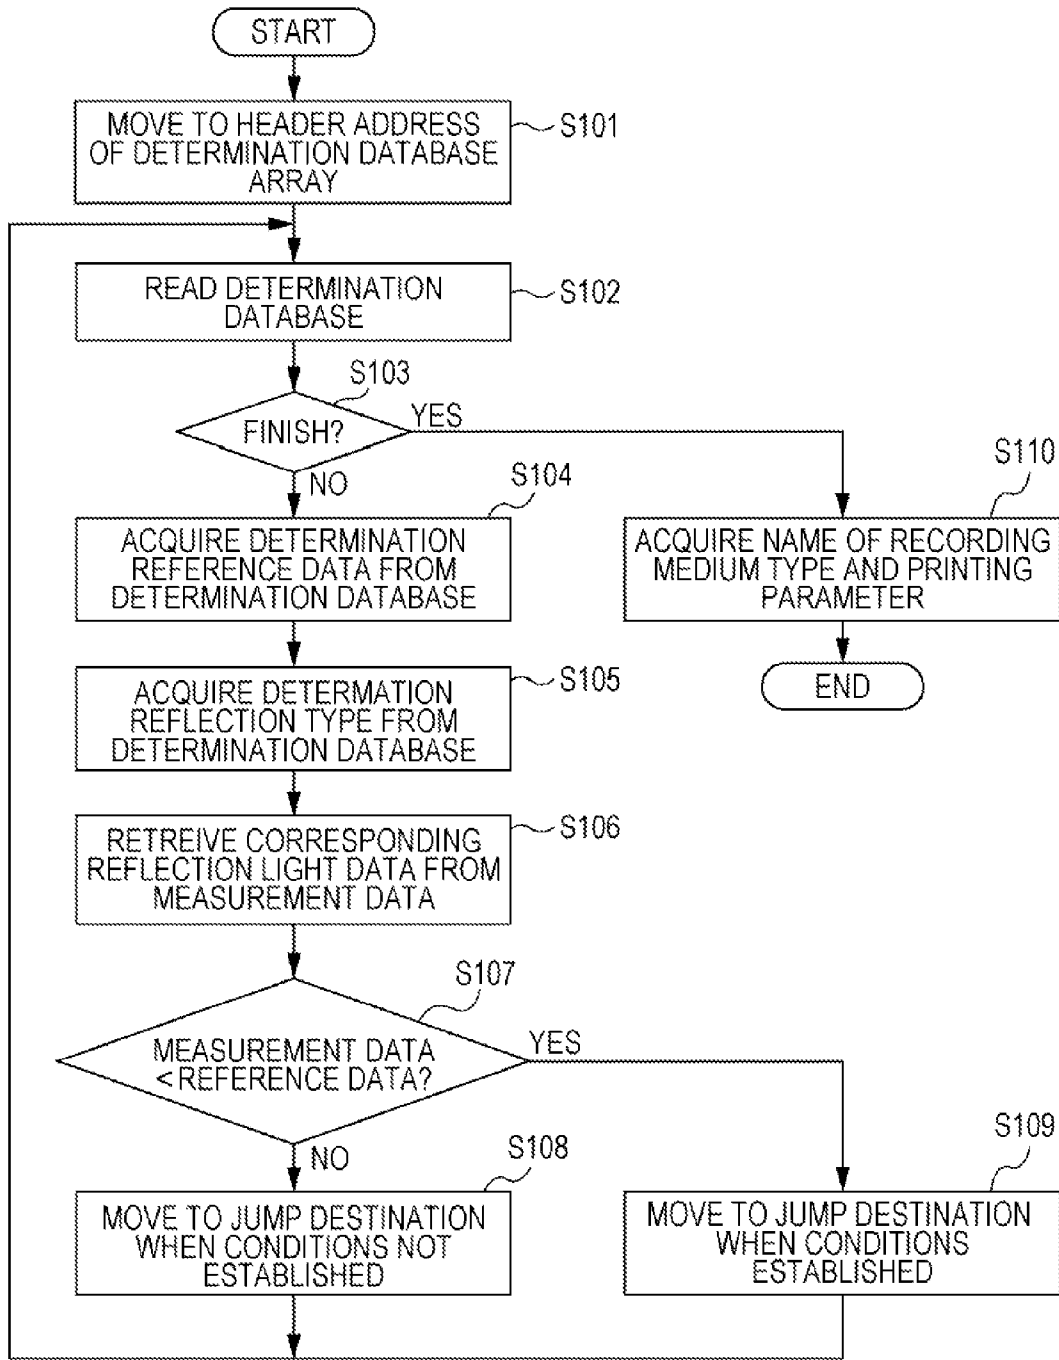 START
MOVE TO HEADER ADDRESS
OF DETERMINATION DATABASE
ARRAY
S101
READ DETERMINATION
DATABASE
S102
S103
FINISH?
YES
NO
S104
ACQUIRE DETERMINATION
REFERENCE DATA FROM
DETERMINATION DATABASE
S110
ACQUIRE NAME OF RECORDING
MEDIUM TYPE AND PRINTING
PARAMETER
END
S105
ACQUIRE DETERMATION
REFLECTION TYPE FROM
DETERMINATION DATABASE
S106
RETREIVE CORRESPONDING
REFLECTION LIGHT DATA FROM
MEASUREMENT DATA
S107
MEASUREMENT DATA
<REFERENCE DATA?
YES
NO
S108
MOVE TO JUMP DESTINATION
WHEN CONDITIONS NOT
ESTABLISHED
S109
MOVE TO JUMP DESTINATION
WHEN CONDITIONS
ESTABLISHED